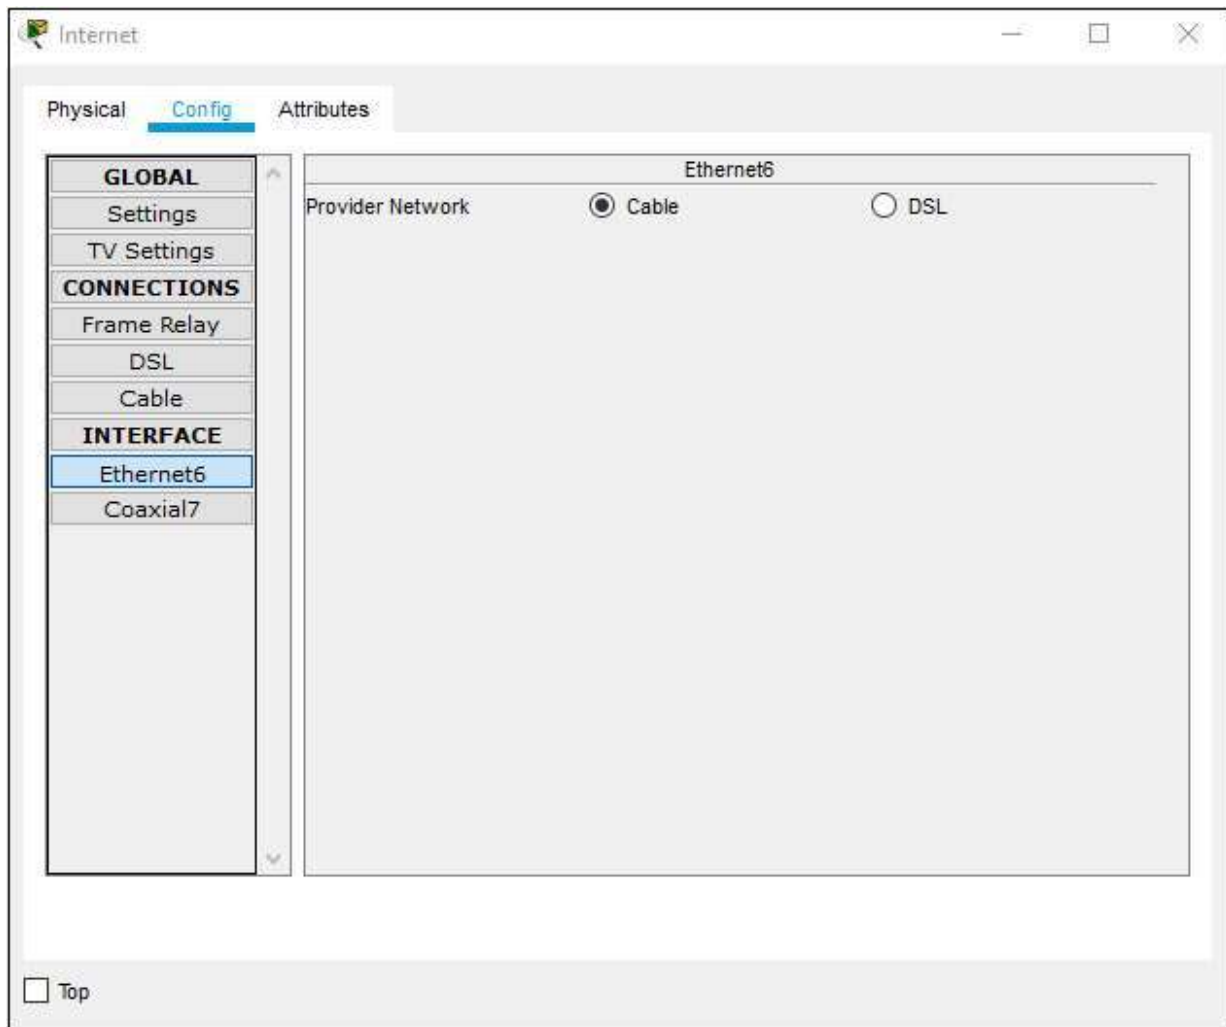 Internet
Physical Config Attributes
GLOBAL
Settings
TV Settings
CONNECTIONS
Frame Relay
DSL
Cable
INTERFACE
Ethernet6
Coaxial7
Ethernet6
Provider Network Cable DSL
Top